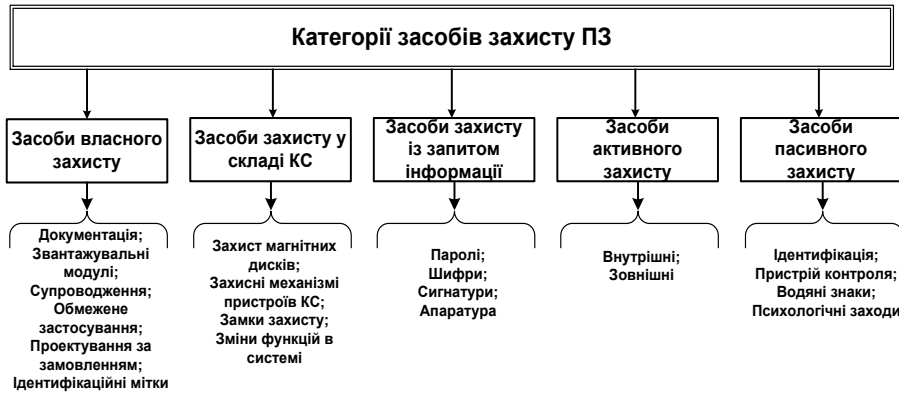 Категорії засобів захисту ПЗ
Засоби власного
захисту
Засоби захисту у
складі КС
Засоби захисту
із запитом
інформації
Засоби
активного
захисту
Засоби
пасивного
захисту
Документація;
Звантажувальні
модулі;
Супроводження;
Обмежене
застосування;
Проектування за
замовленням;
Ідентифікаційні мітки
Захист магнітних
дисків;
Захисні механізмі
пристроїв КС;
Замки захисту;
Зміни функцій в
системі
Паролі;
Шифри;
Сигнатури;
Апаратура
Внутрішні;
Зовнішні
Ідентифікація;
Пристрій контроля;
Водяні знаки;
Психологічні заходи